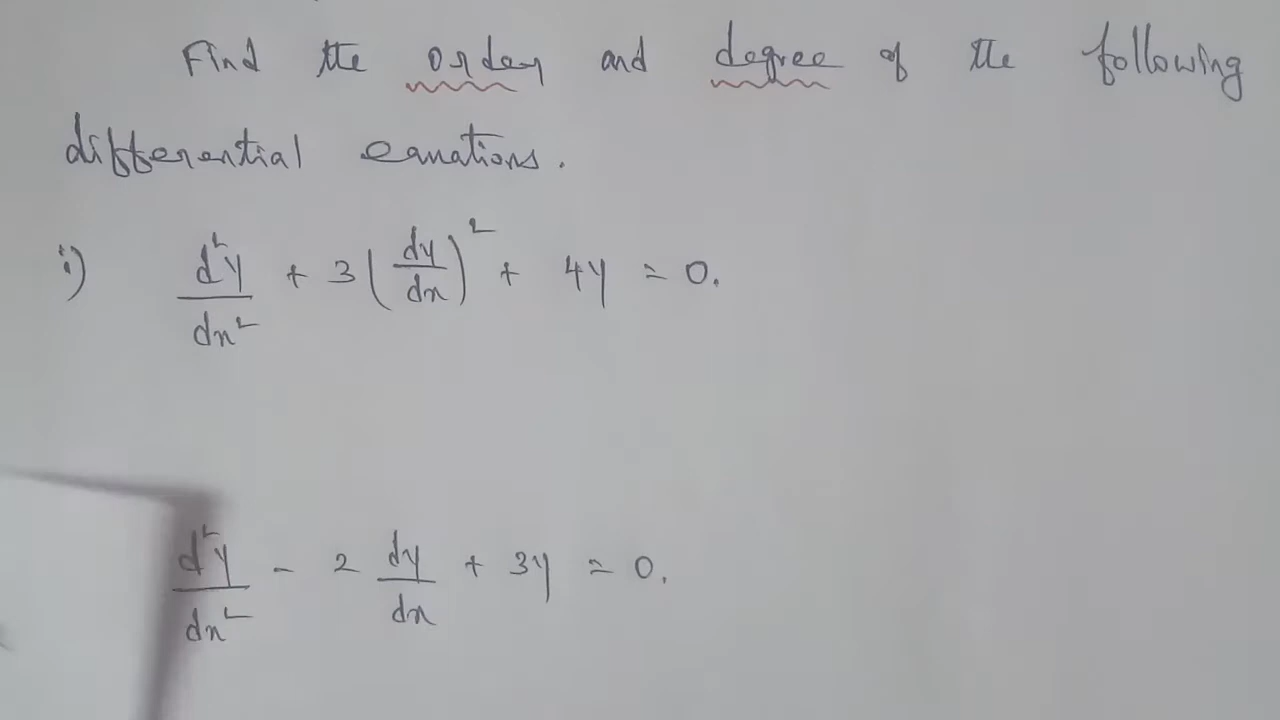 Find the order and degree of the following
differential equations.
i) d²y/dx² + 3(dy/dx)² + 4y = 0.
d²y/dx² - 2 dy/dx + 3y = 0.